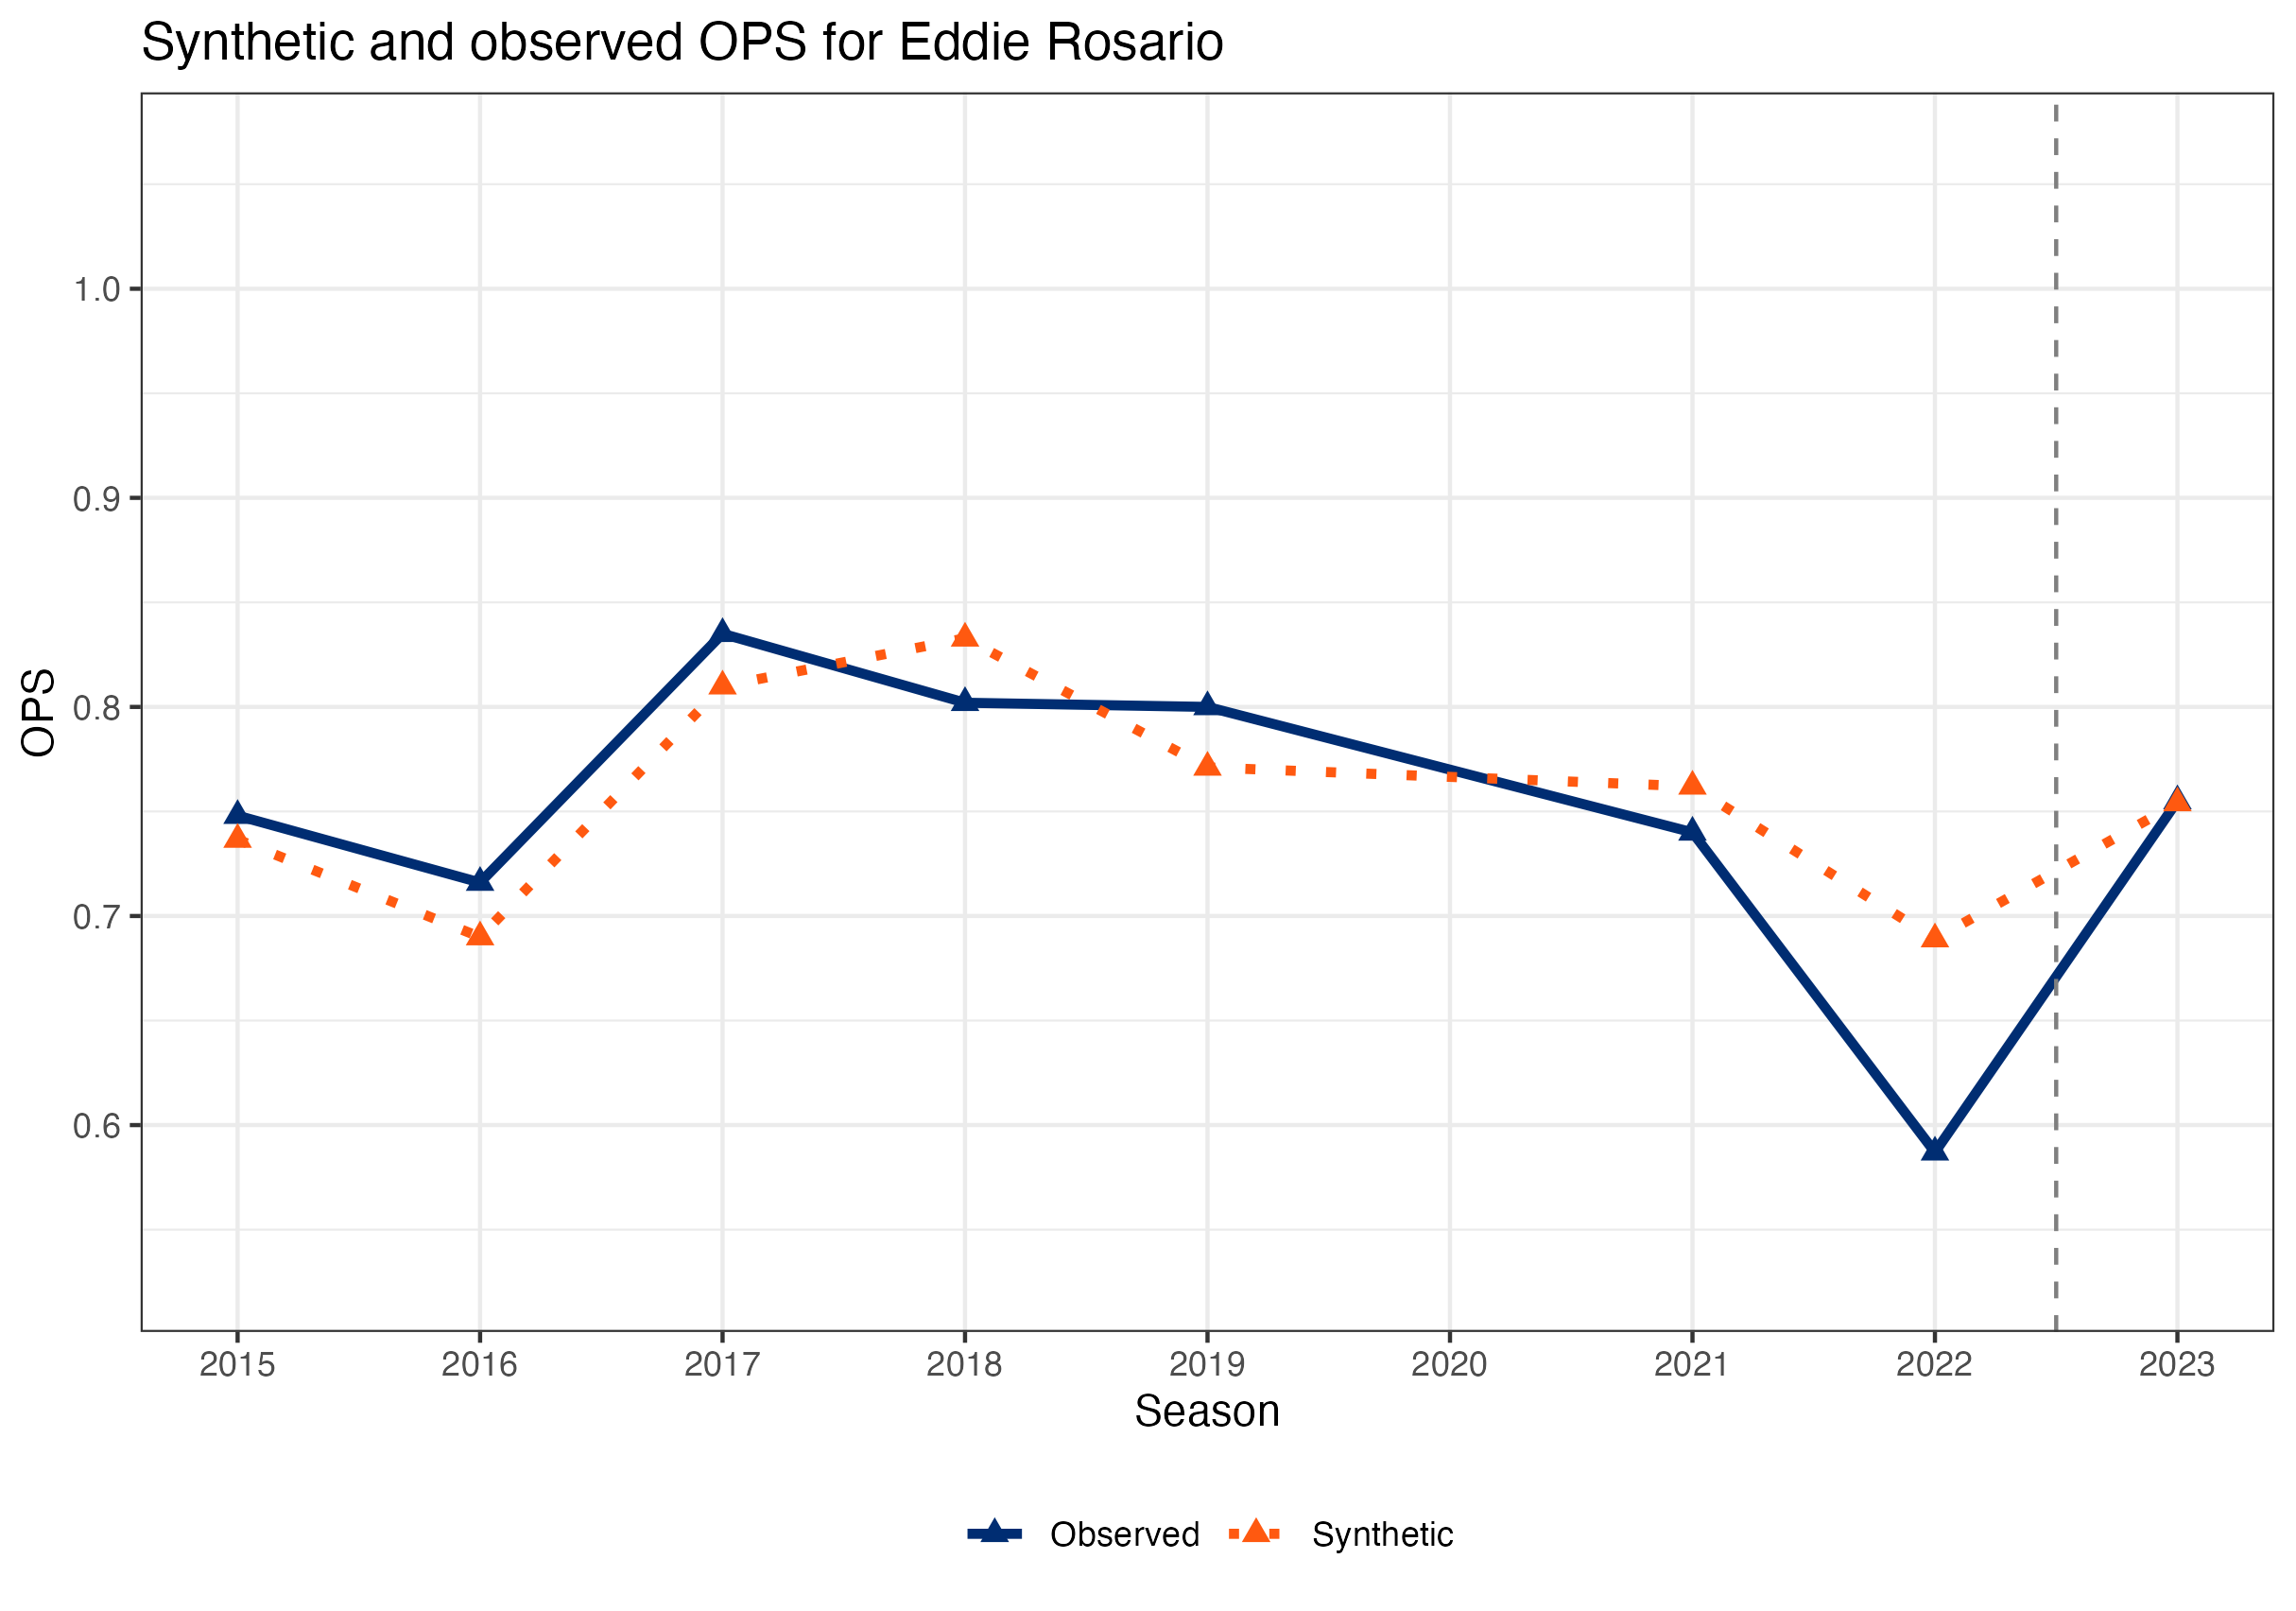 Synthetic and observed OPS for Eddie Rosario
OPS
1.0
0.9
0.8
0.7
0.6
2015 2016 2017 2018 2019 2020 2021 2022 2023
Season
Observed Synthetic